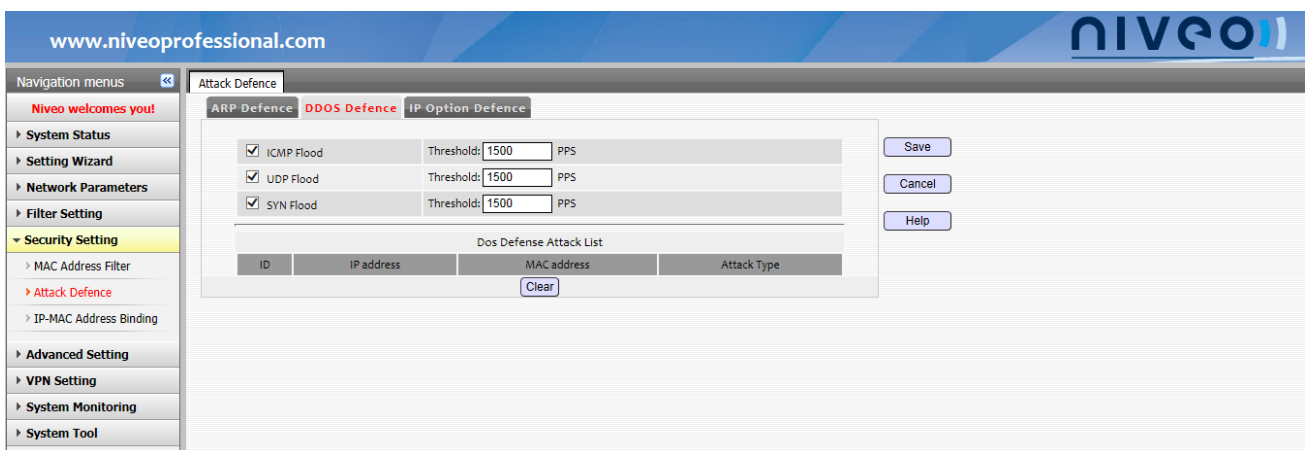 www.niveoprofessional.com
niveo
Navigation menus
Niveo welcomes you!
System Status
Setting Wizard
Network Parameters
Filter Setting
Security Setting
MAC Address Filter
Attack Defence
IP-MAC Address Binding
Advanced Setting
VPN Setting
System Monitoring
System Tool
Attack Defence
ARP Defence DDOS Defence IP Option Defence
ICMP Flood Threshold: 1500 PPS
UDP Flood Threshold: 1500 PPS
SYN Flood Threshold: 1500 PPS
Dos Defense Attack List
ID IP address MAC address Attack Type
Clear
Save
Cancel
Help